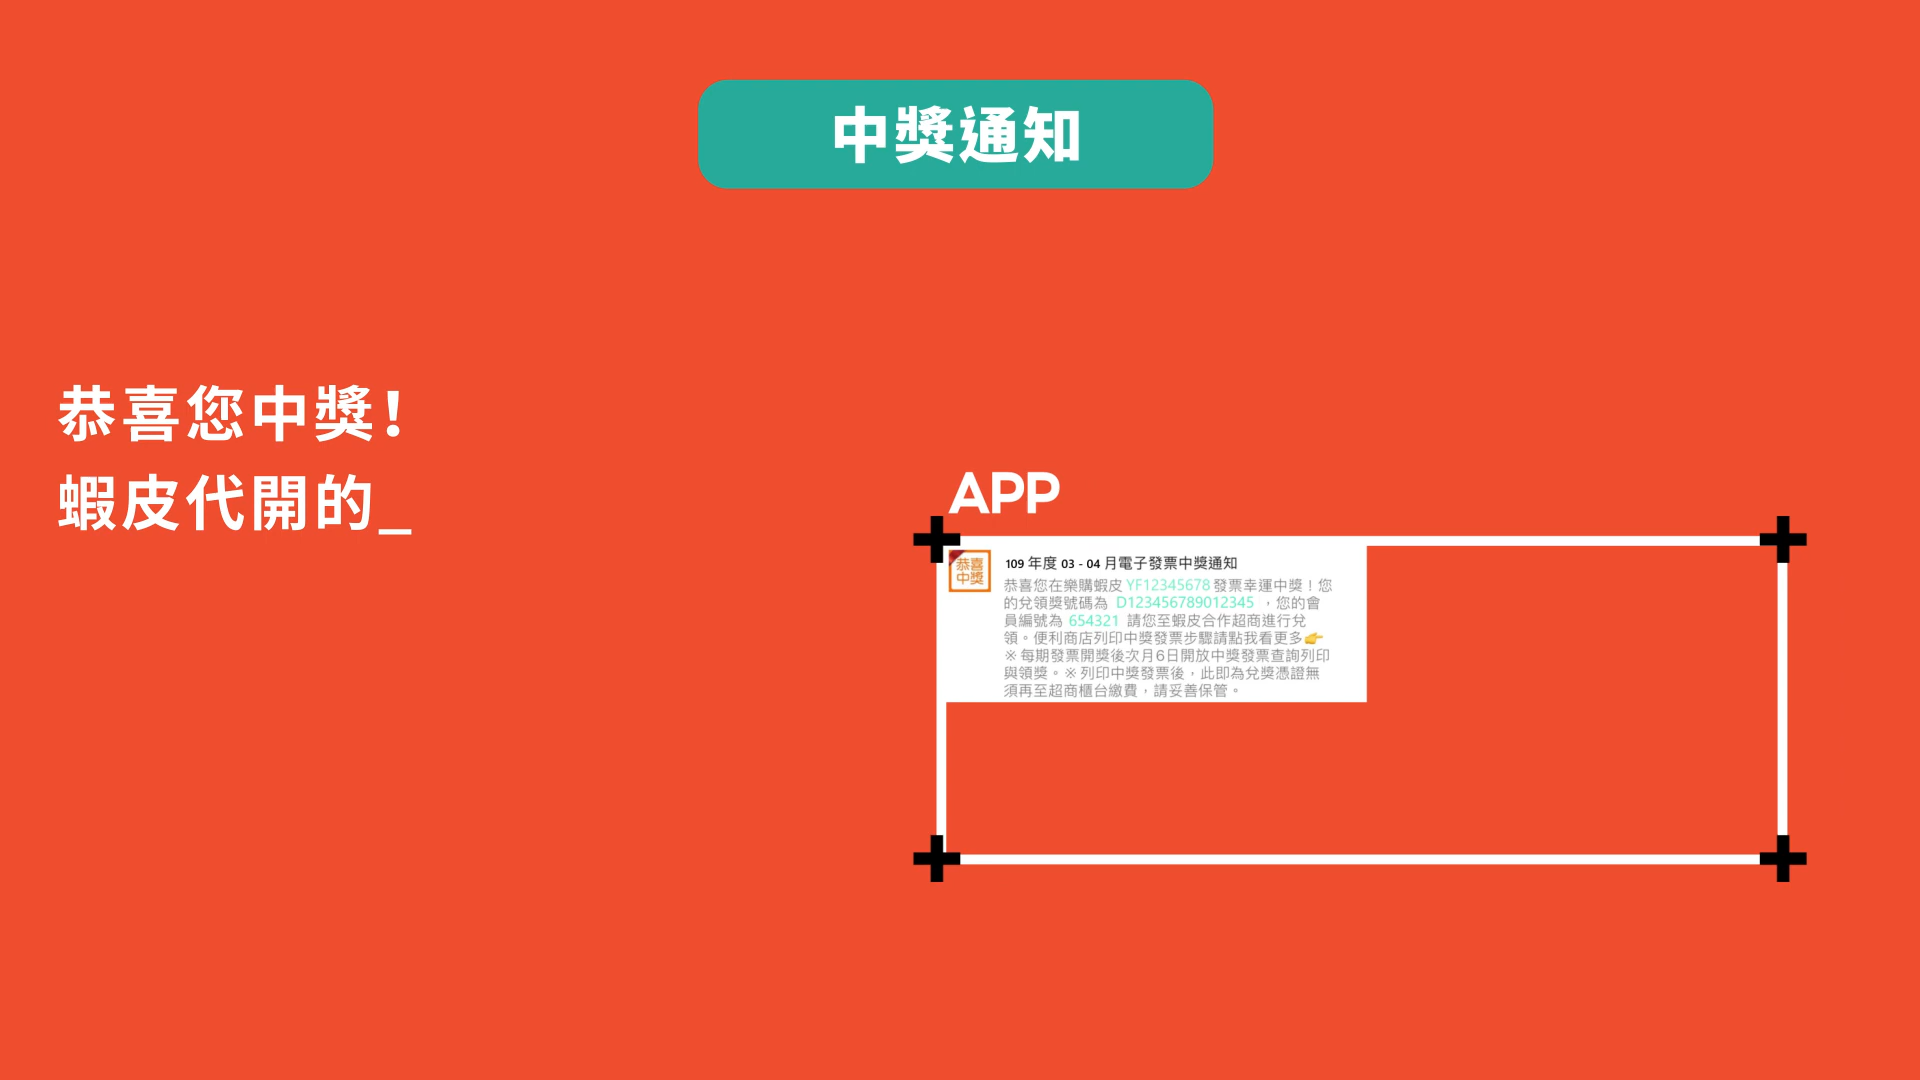 中獎通知
恭喜您中獎！
蝦皮代開的_
APP
恭喜
中獎
109 年度 03 - 04 月電子發票中獎通知
恭喜您在樂購蝦皮 YF12345678 發票幸運中獎！您
的兌領獎號碼為 D123456789012345 ，您的會
員編號為 654321 請您至蝦皮合作超商進行兌
領。便利商店列印中獎發票步驟請點我看更多👉
※ 每期發票開獎後次月6日開放中獎發票查詢列印
與領獎。※ 列印中獎發票後，此即為兌獎憑證無
須再至超商櫃台繳費，請妥善保管。